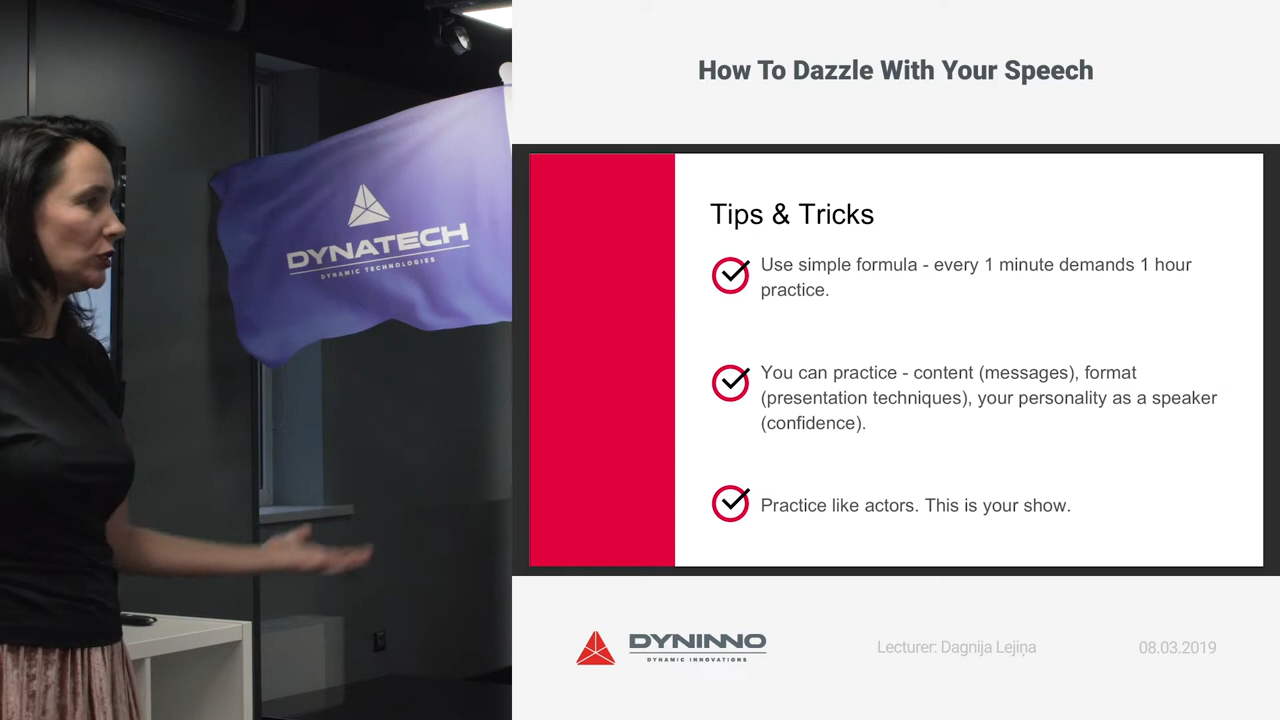 DYNATECH
DYNAMIC TECHNOLOGIES
How To Dazzle With Your Speech
Tips & Tricks
Use simple formula - every 1 minute demands 1 hour
practice.
You can practice - content (messages), format
(presentation techniques), your personality as a speaker
(confidence).
Practice like actors. This is your show.
DYNINNO
DYNAMIC INNOVATIONS
Lecturer: Dagnija Lejiņa
08.03.2019